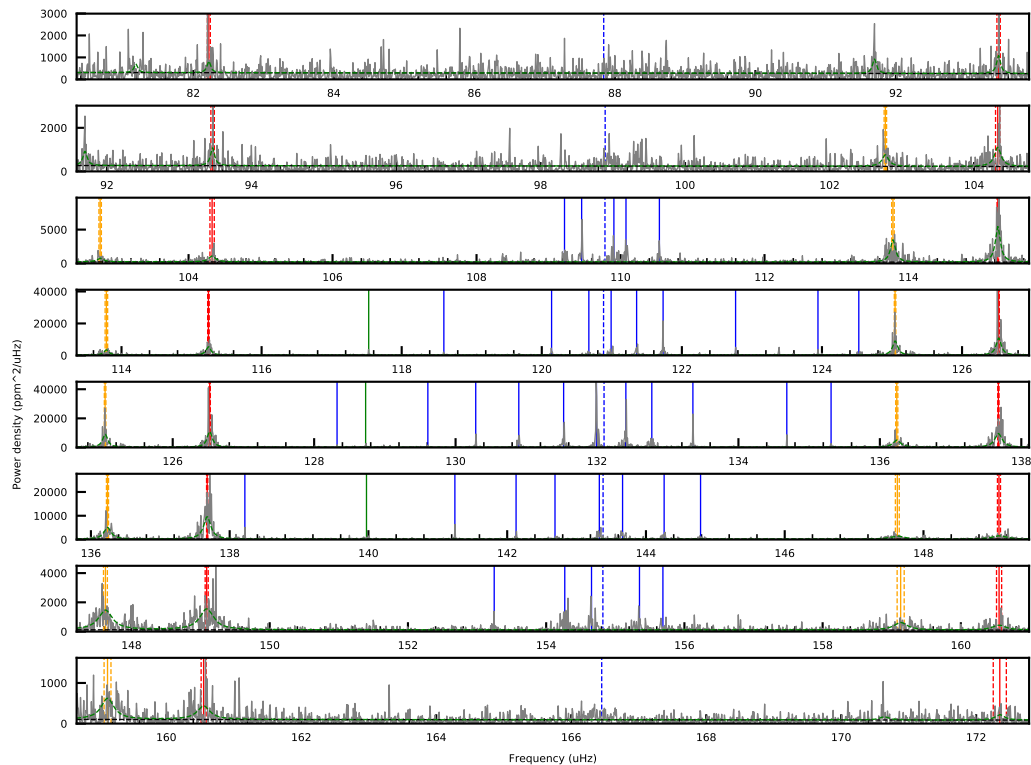 3000
2000
1000
0
82 84 86 88 90 92
2000
0
92 94 96 98 100 102 104
5000
0
104 106 108 110 112 114
40000
20000
0
114 116 118 120 122 124 126
40000
20000
0
126 128 130 132 134 136 138
Power density (ppm^2/uHz)
20000
10000
0
136 138 140 142 144 146 148
4000
2000
0
148 150 152 154 156 158 160
1000
0
160 162 164 166 168 170 172
Frequency (uHz)